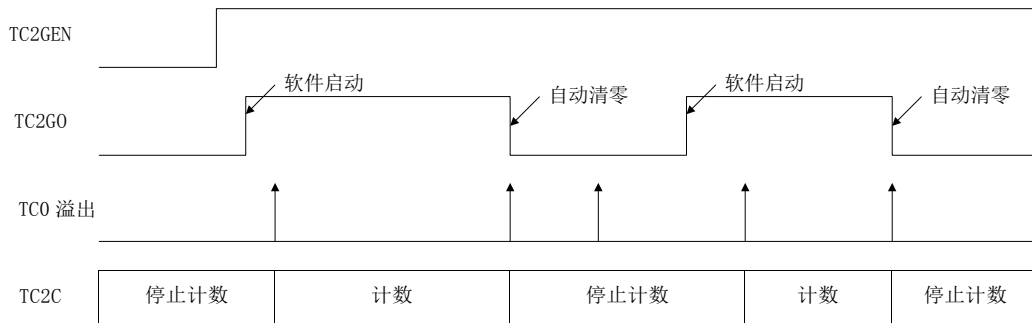 TC2GEN
软件启动
自动清零
软件启动
自动清零
TC2GO
TC0 溢出
TC2C
停止计数
计数
停止计数
计数
停止计数